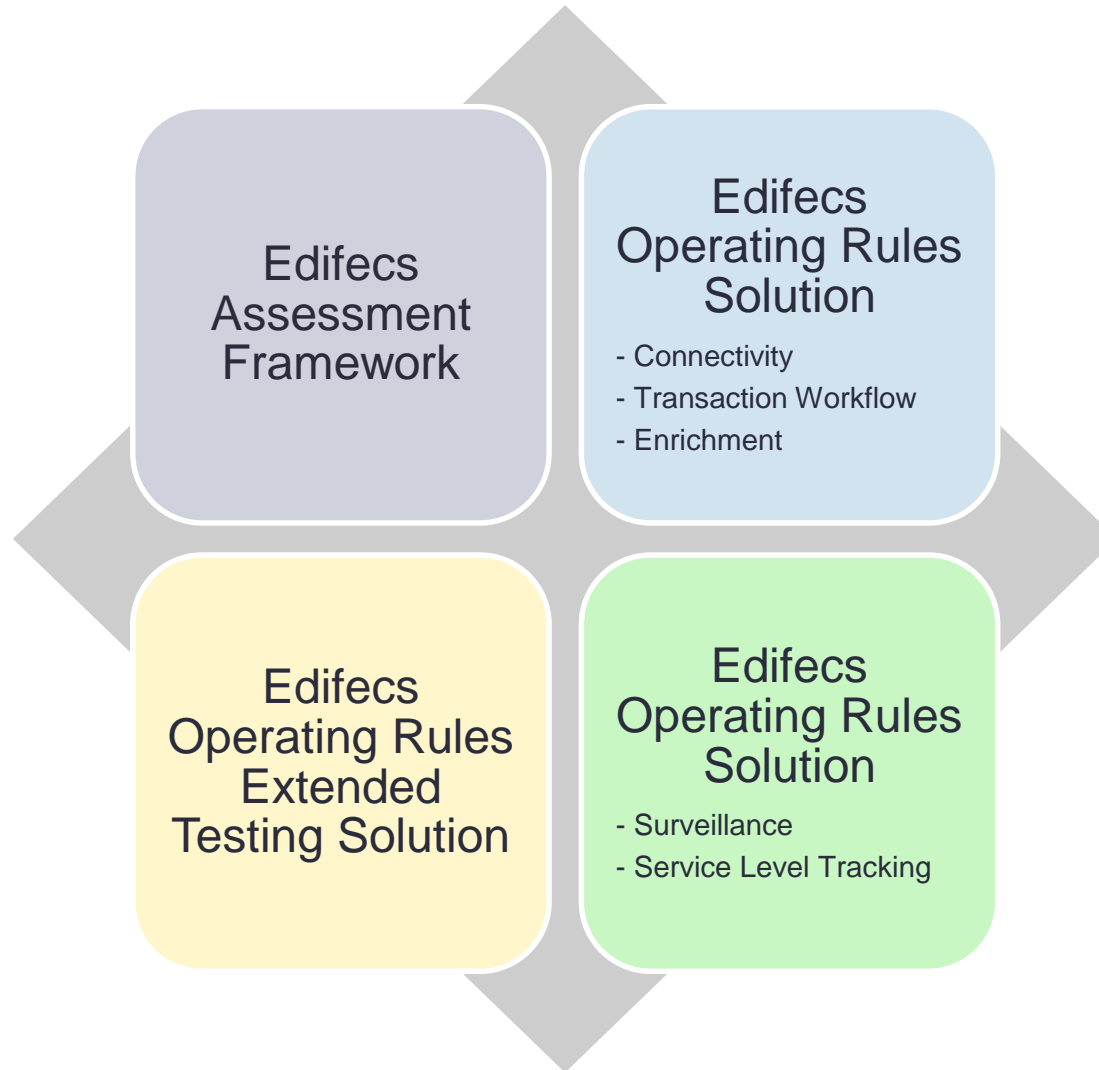 Edifecs
Assessment
Framework
Edifecs
Operating Rules
Solution
- Connectivity
- Transaction Workflow
- Enrichment
Edifecs
Operating Rules
Extended
Testing Solution
Edifecs
Operating Rules
Solution
- Surveillance
- Service Level Tracking